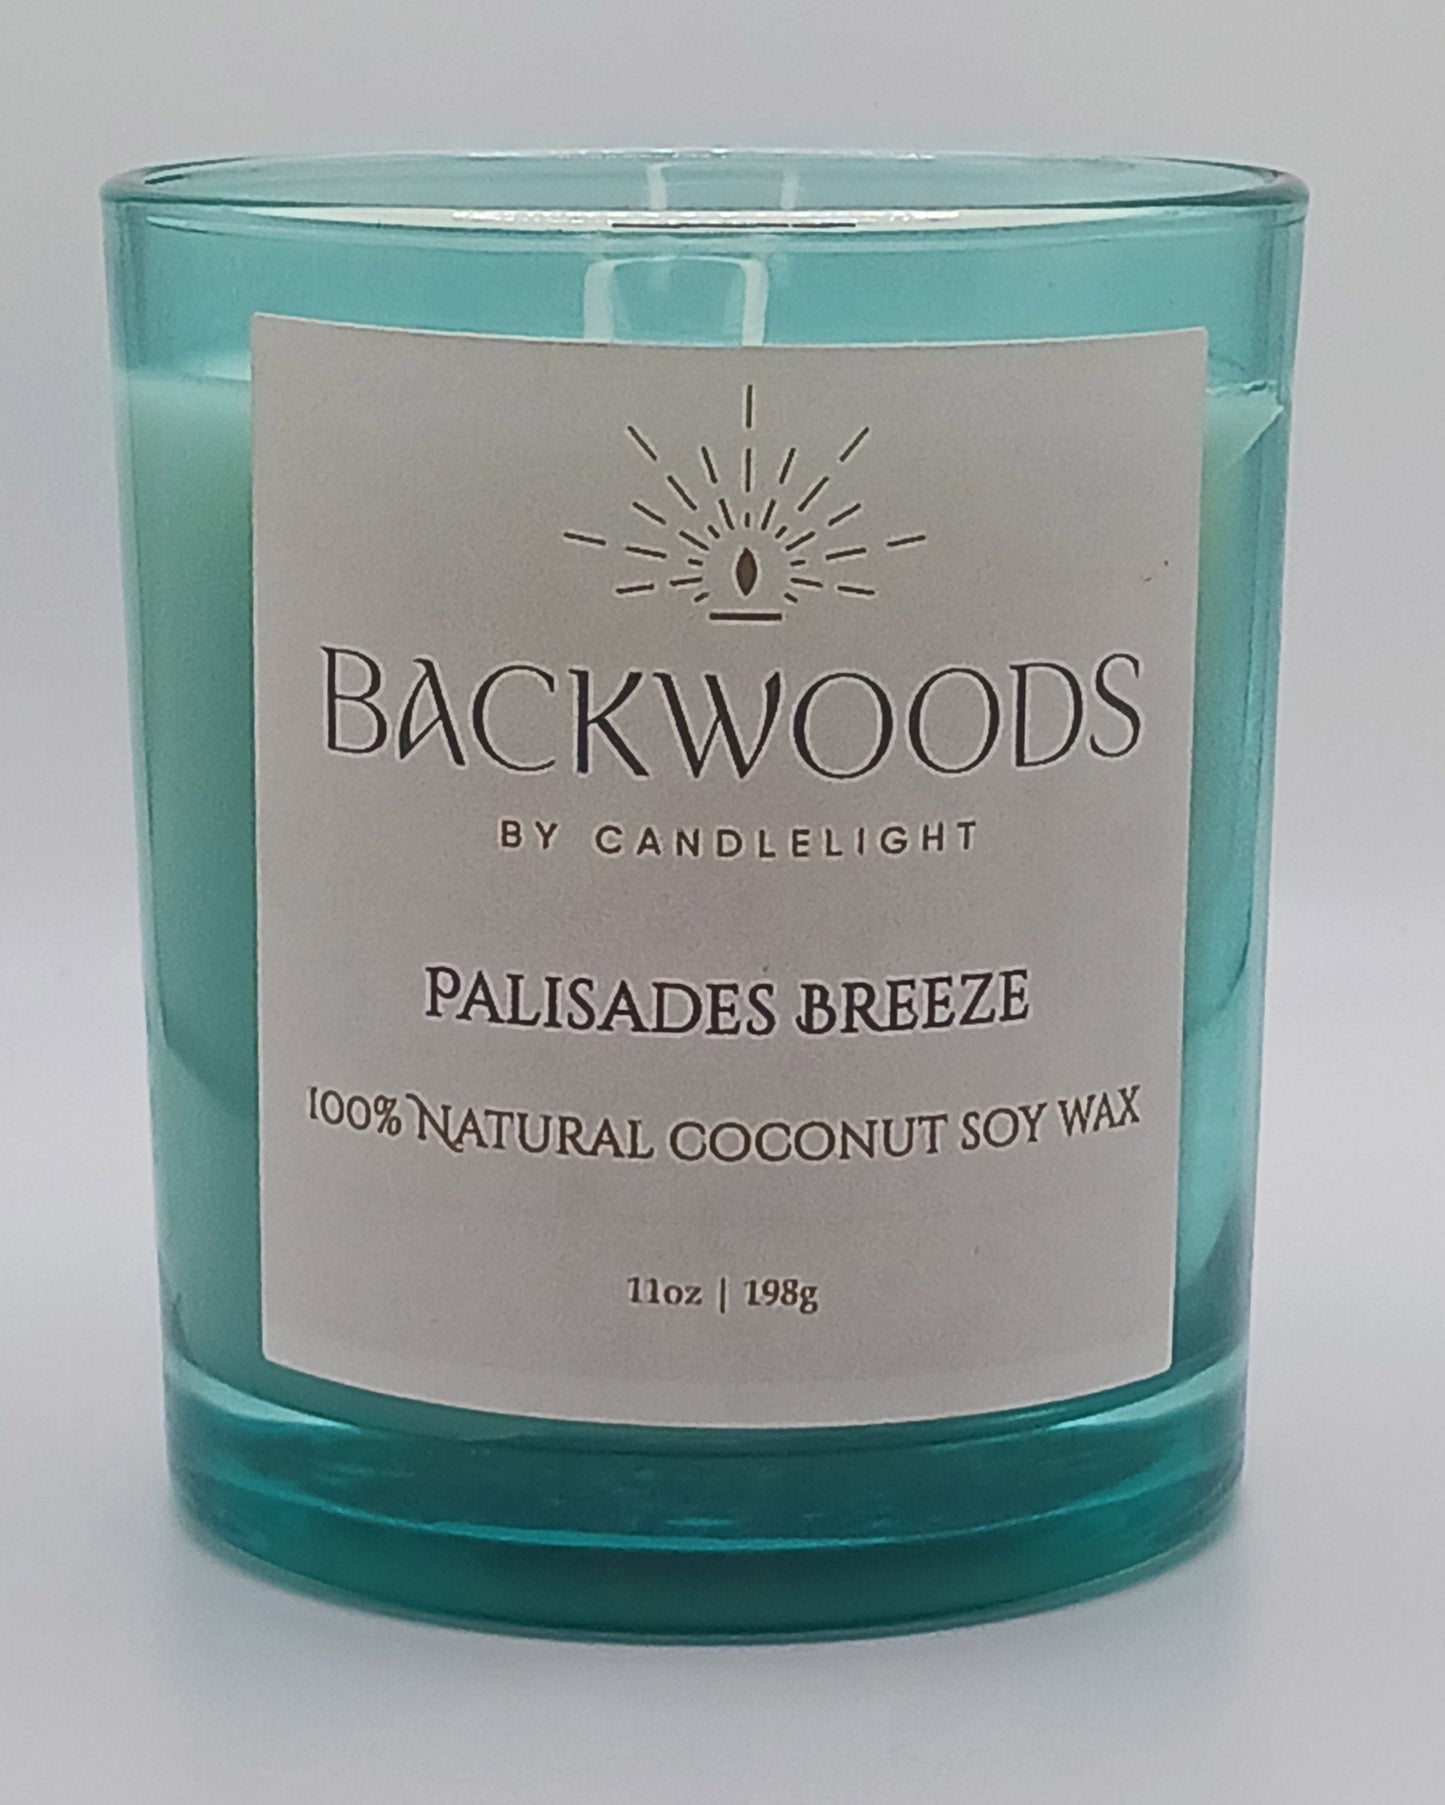 BACKWOODS
BY CANDLELIGHT
PALISADES BREEZE
100% NATURAL COCONUT SOY WAX
11oz | 198g